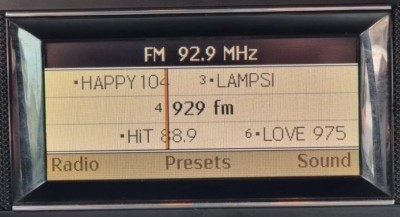 FM 92.9 MHz
•HAPPY 104 3•LAMPSI
4 929 fm
•HiT 88.9 6•LOVE 975
Radio Presets Sound